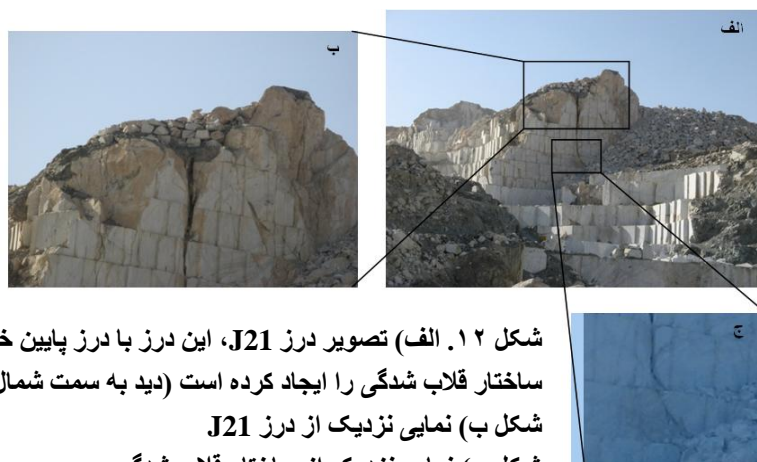 ب
الف
ج
شکل ۱۲. الف) تصویر درز J21، این درز با درز پایین
ساختار قلاب شدگی را ایجاد کرده است (دید به سمت شمال
شکل ب) نمایی نزدیک از درز J21